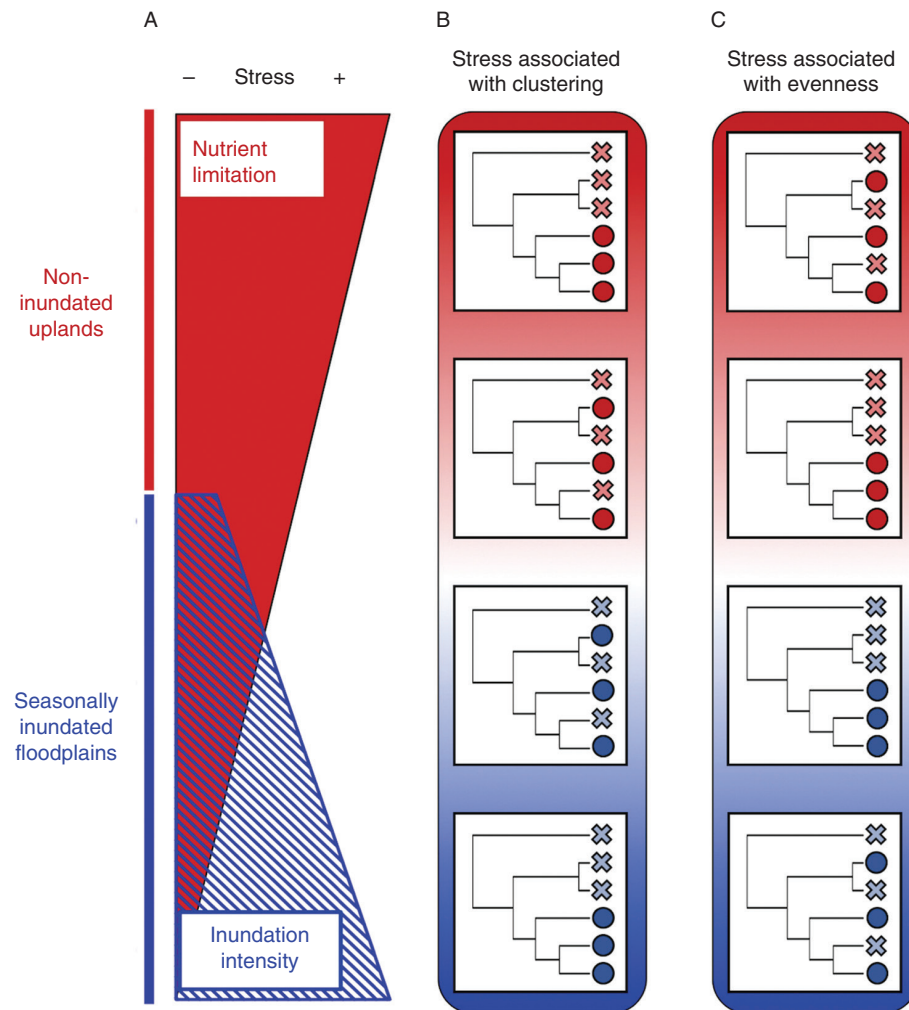 A
B
C
– Stress +
Stress associated
with clustering
Stress associated
with evenness
Nutrient
limitation
Non-
inundated
uplands
Seasonally
inundated
floodplains
Inundation
intensity